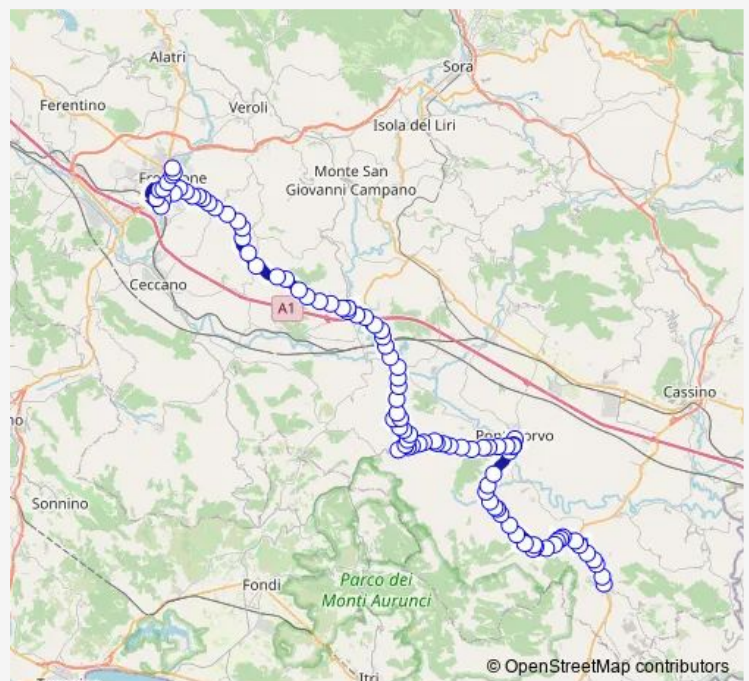 Sora
Alatri
Ferentino
Veroli
Isola del Liri
Monte San
Giovanni Campano
Ceccano
A1
Cassino
Sonnino
Fondi
Parco dei
Monti Aurunci
Itri
© OpenStreetMap contributors